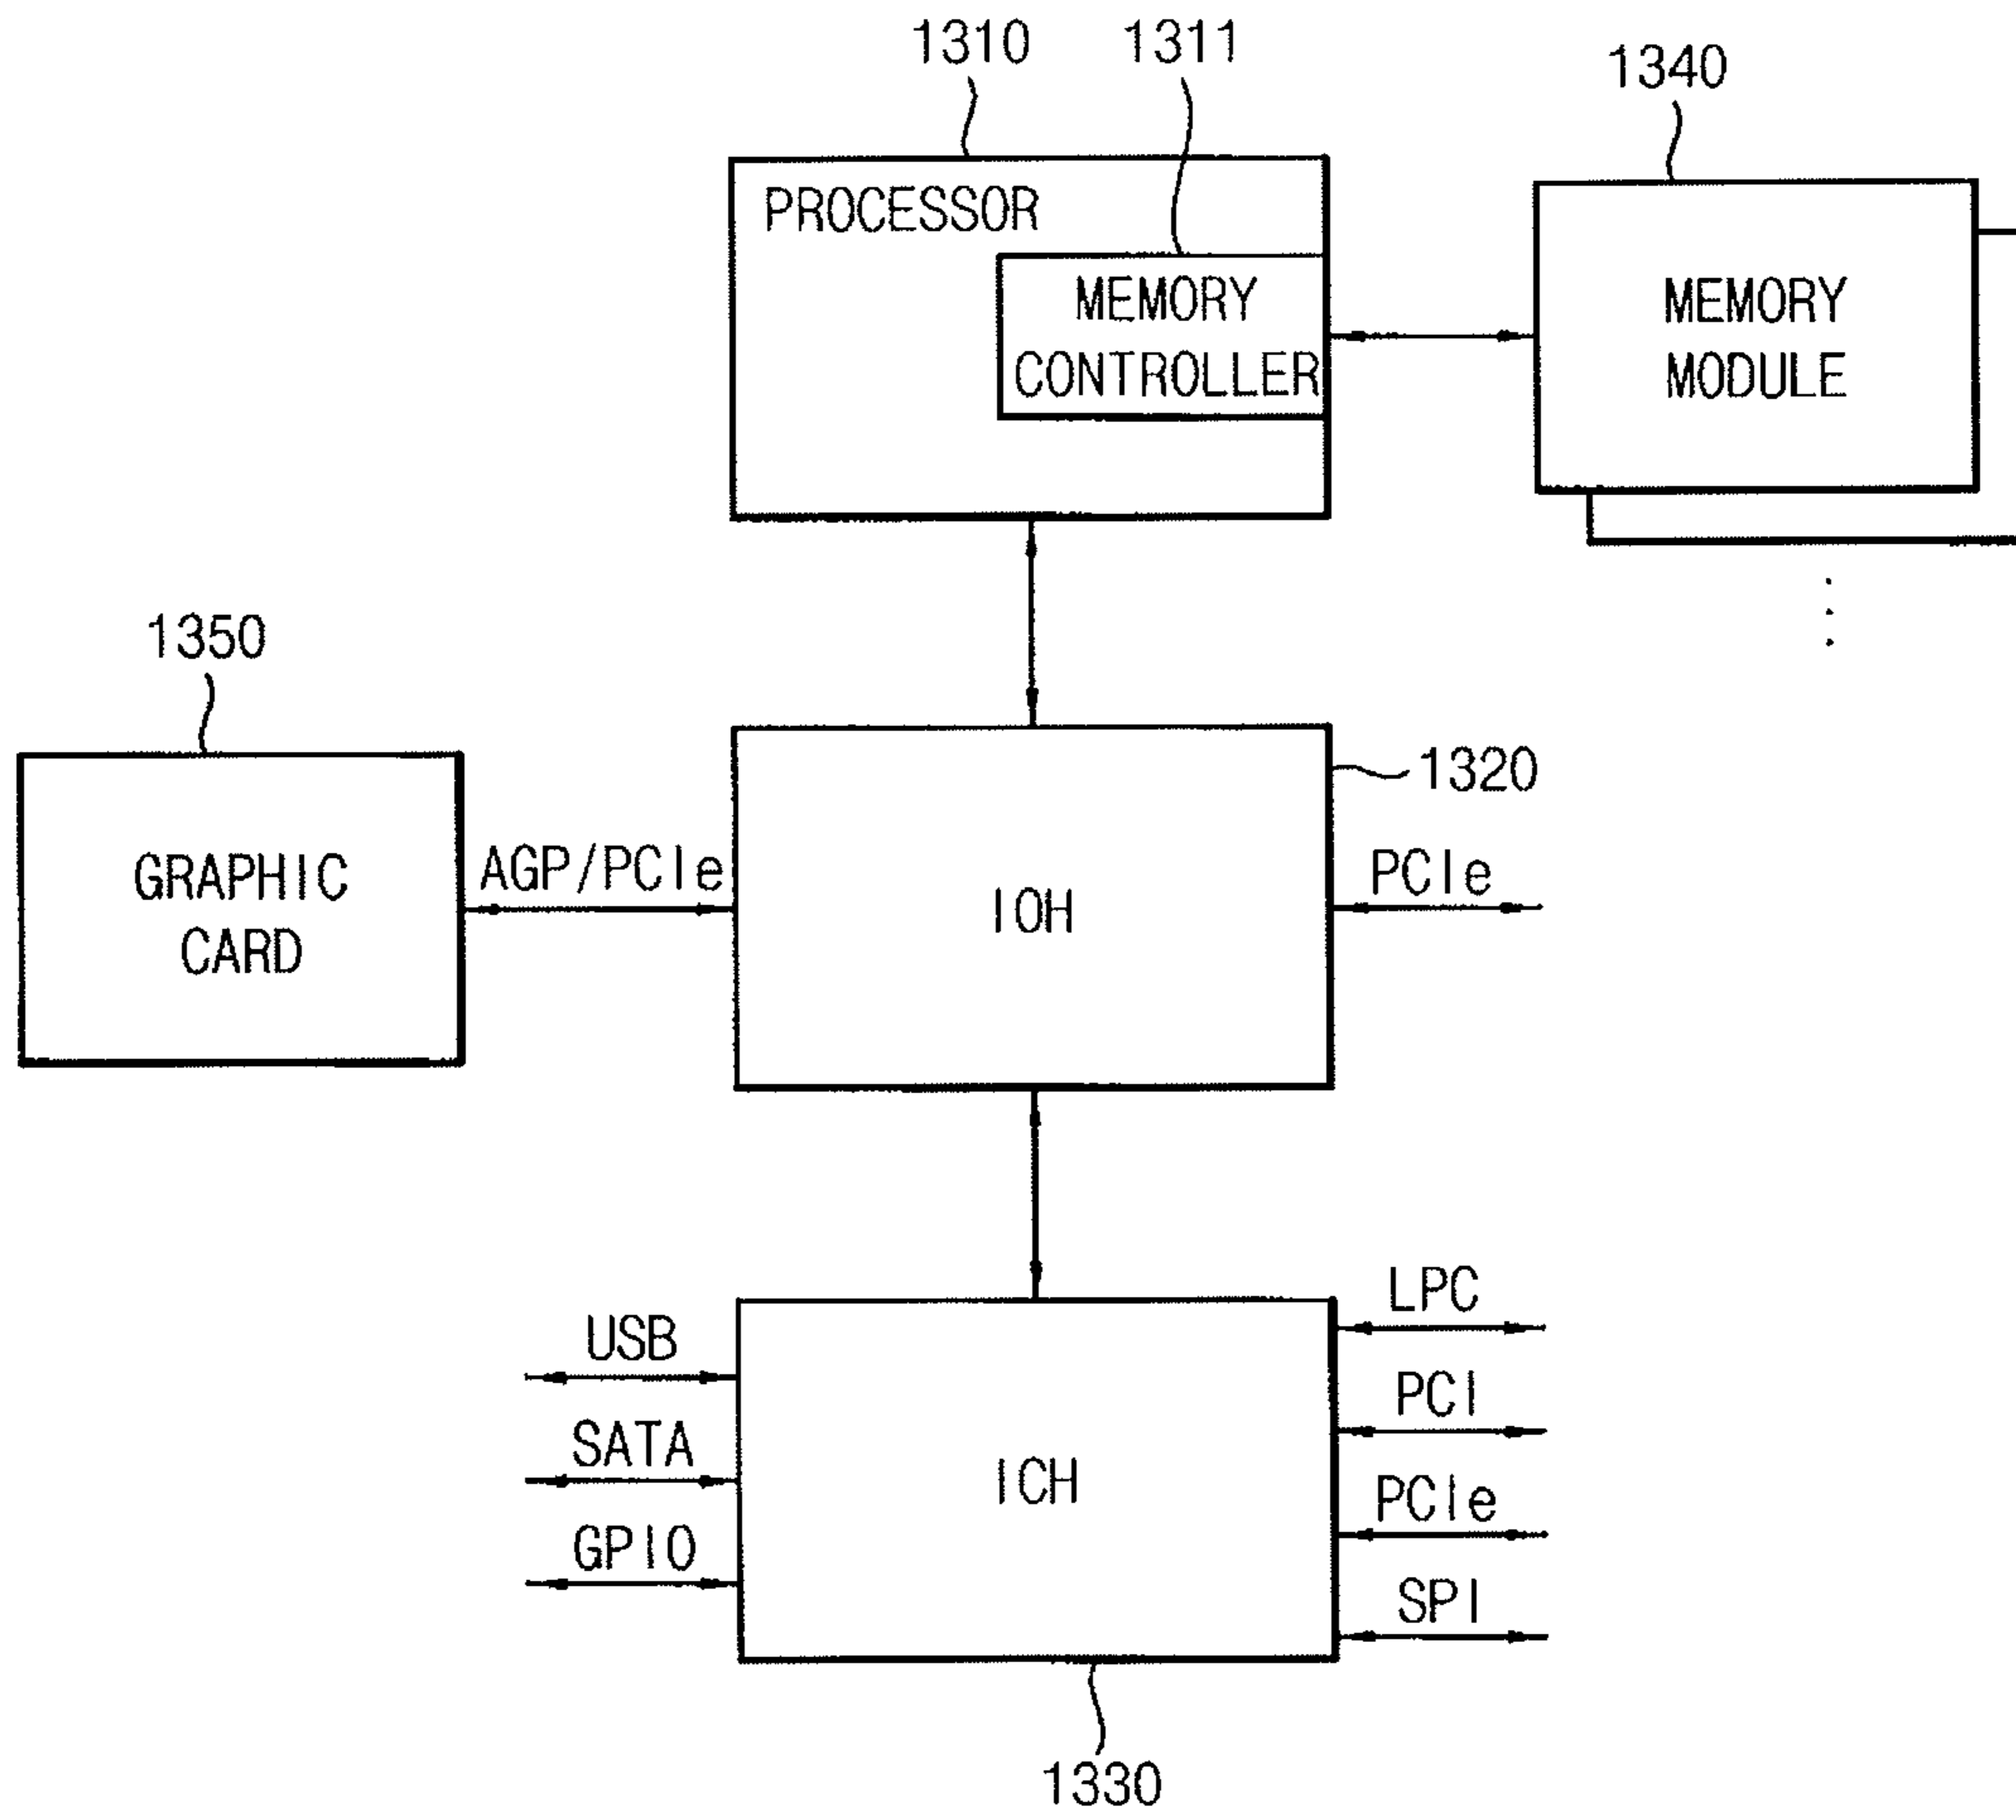 1310
1311
1340
PROCESSOR
MEMORY
CONTROLLER
MEMORY
MODULE
1350
1320
GRAPHIC
CARD
AGP/PCIe
IOH
PCIe
USB
SATA
GPIO
ICH
LPC
PCI
PCIe
SPI
1330